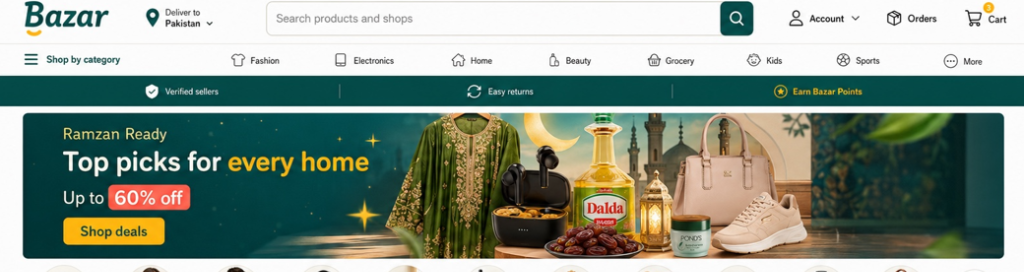 Bazar
Deliver to
Pakistan
Search products and shops
Account
Orders
3
Cart
Shop by category
Fashion
Electronics
Home
Beauty
Grocery
Kids
Sports
More
Verified sellers
Easy returns
Earn Bazar Points
Ramzan Ready
Top picks for every home
Up to 60% off
Shop deals
Dalda
POND'S